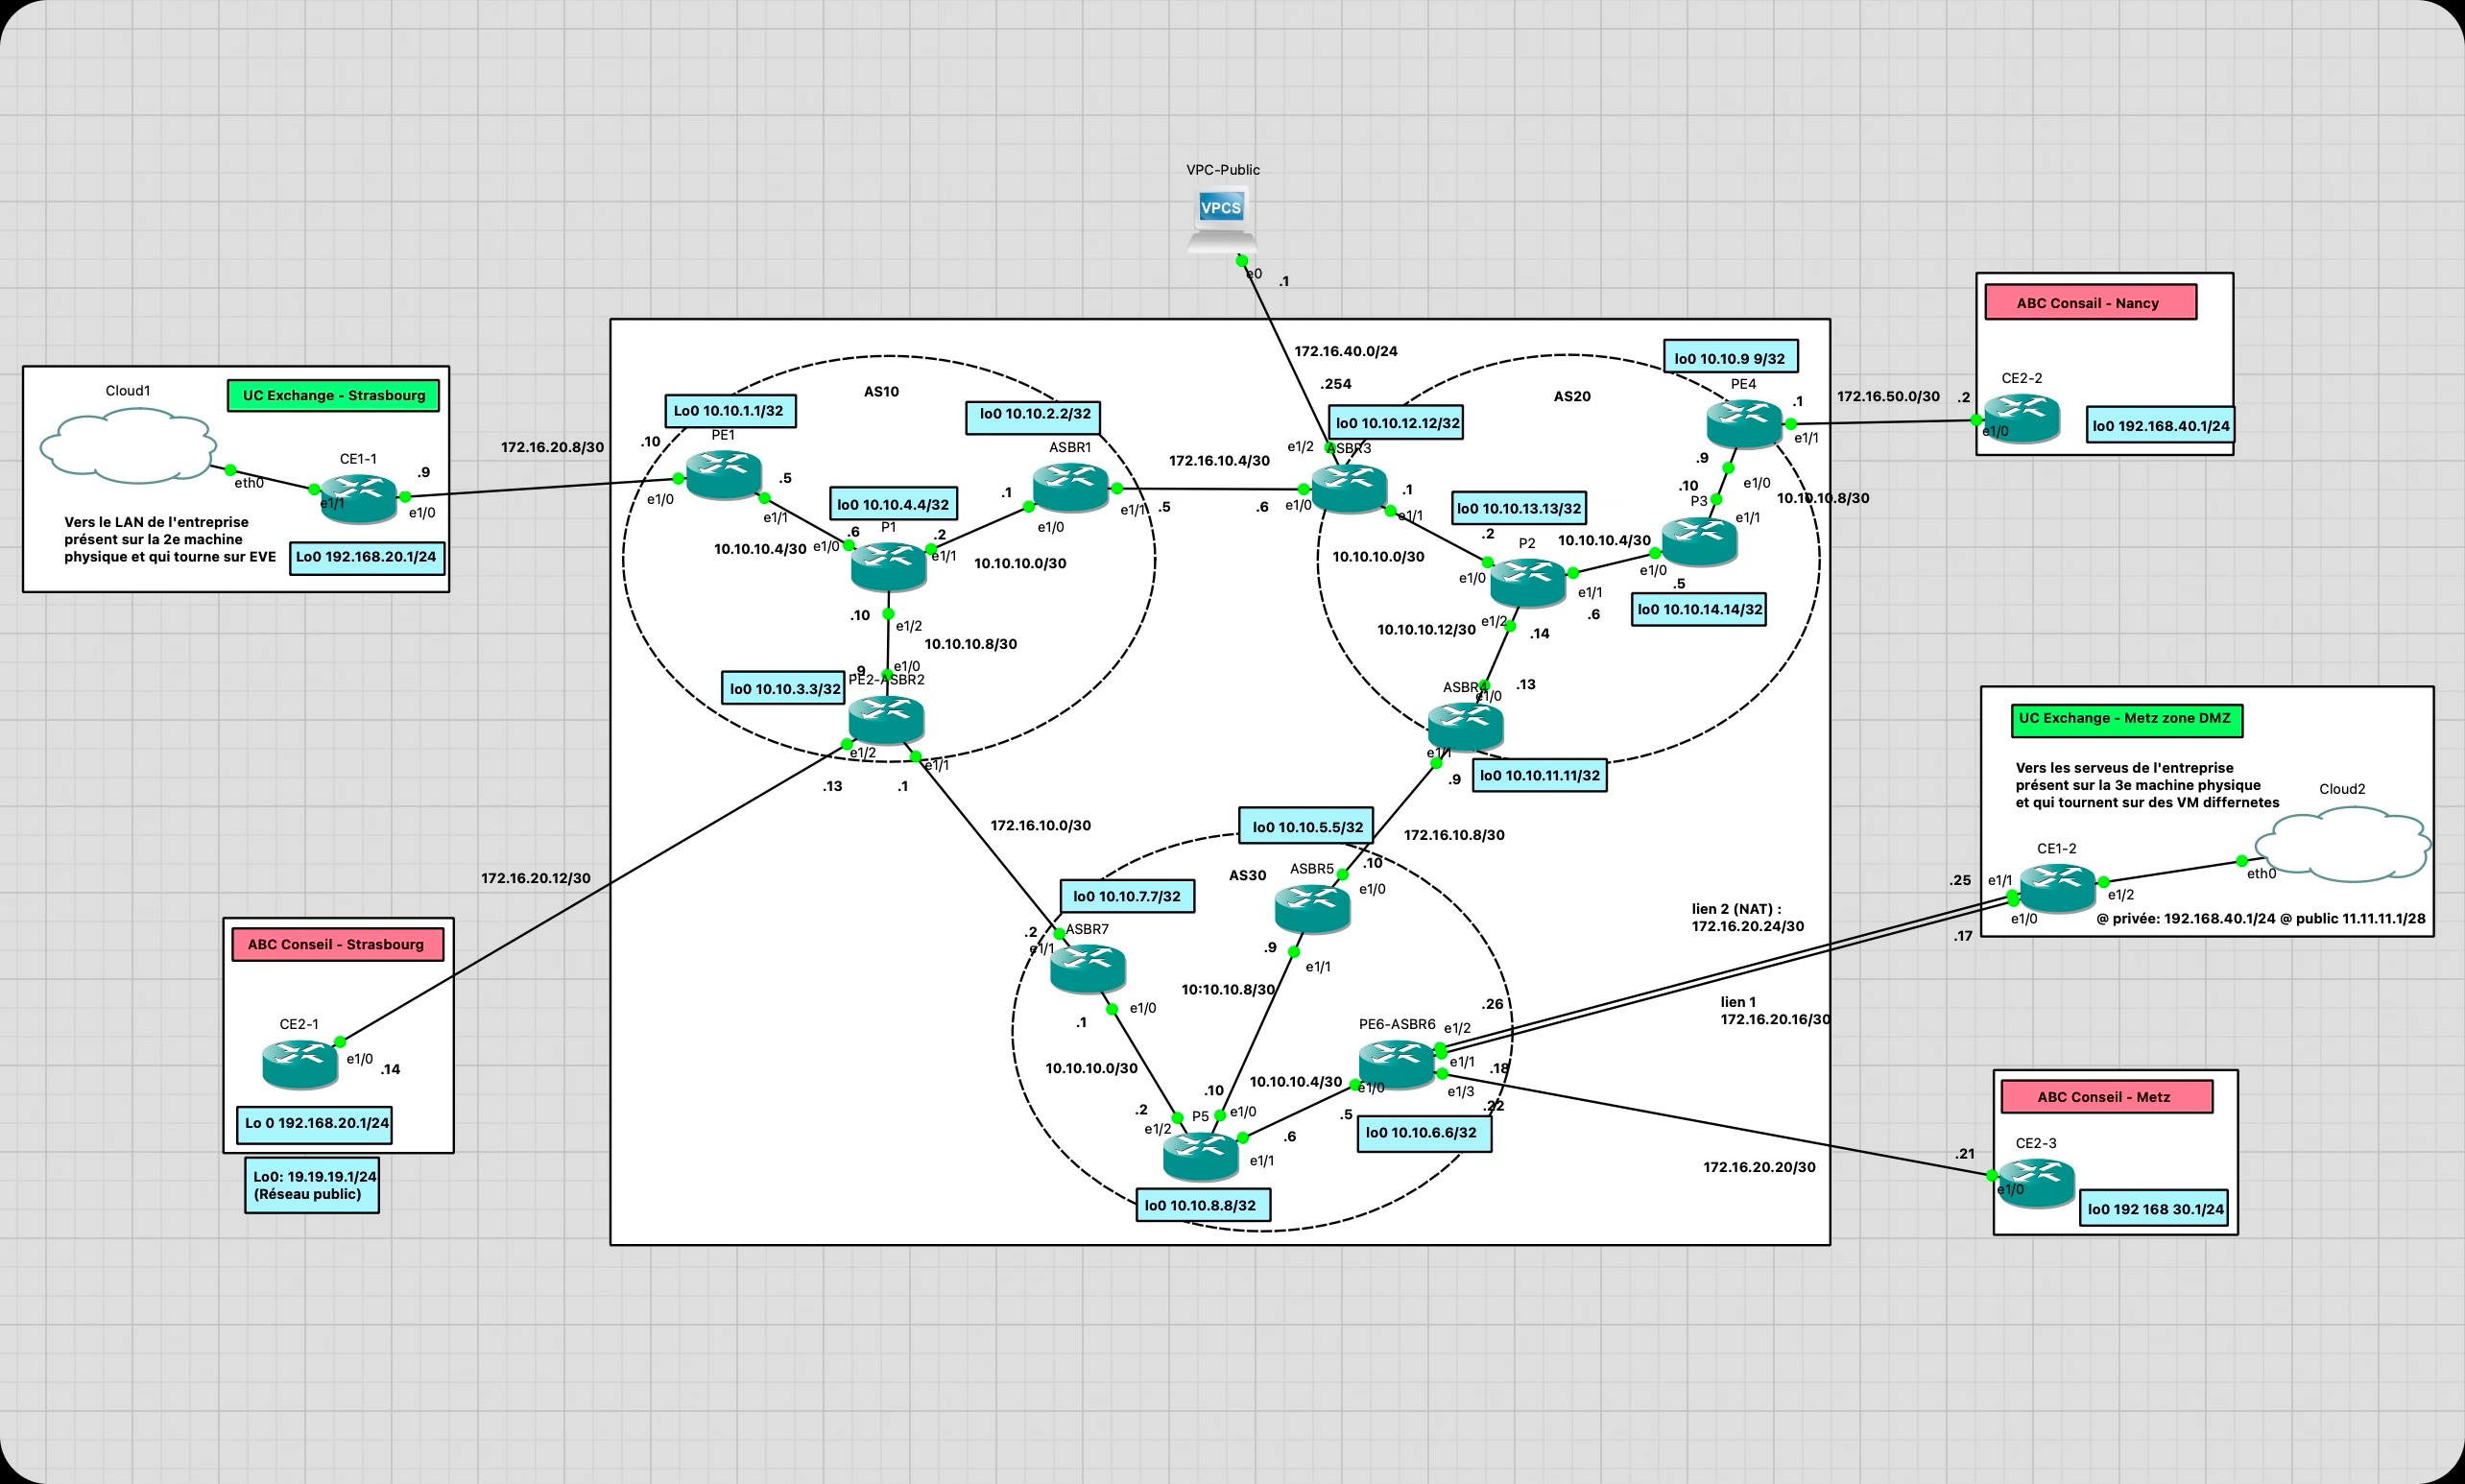 VPC-Public
VPCS
e0
.1
172.16.40.0/24
.254
Cloud1
UC Exchange - Strasbourg
CE1-1
.9
eth0
e1/1
e1/0
Vers le LAN de l'entreprise
présent sur la 2e machine
physique et qui tourne sur EVE
Lo0 192.168.20.1/24
172.16.20.8/30
AS10
Lo0 10.10.1.1/32
.10
PE1
e1/0
.5
e1/1
10.10.10.4/30
lo0 10.10.2.2/32
ASBR1
.1
e1/0
e1/1
.5
lo0 10.10.4.4/32
P1
.6
e1/0
.2
e1/1
10.10.10.0/30
.10
e1/2
10.10.10.8/30
.9
e1/0
lo0 10.10.3.3/32
PE2-ASBR2
e1/2
e1/1
.13
.1
172.16.10.4/30
.6
e1/0
AS20
lo0 10.10.12.12/32
e1/2
ASBR3
.1
e1/1
10.10.10.0/30
lo0 10.10.13.13/32
.2
P2
e1/0
10.10.10.4/30
e1/1
.6
e1/2
.14
10.10.10.12/30
lo0 10.10.9 9/32
PE4
.1
e1/1
.9
e1/0
10.10.10.8/30
.10
P3
e1/1
e1/0
.5
lo0 10.10.14.14/32
.13
ASBR4
e1/0
e1/1
.9
lo0 10.10.11.11/32
172.16.50.0/30
ABC Consail - Nancy
.2
CE2-2
e1/0
lo0 192.168.40.1/24
172.16.10.0/30
172.16.10.8/30
AS30
lo0 10.10.5.5/32
ASBR5
.10
e1/0
.9
e1/1
10:10.10.8/30
lo0 10.10.7.7/32
.2
ASBR7
e1/1
e1/0
.1
10.10.10.0/30
.2
e1/2
P5
.10
e1/0
.6
e1/1
lo0 10.10.8.8/32
10.10.10.4/30
PE6-ASBR6
.26
e1/2
e1/1
.18
e1/0
e1/3
.22
.5
lo0 10.10.6.6/32
lien 2 (NAT) :
172.16.20.24/30
lien 1
172.16.20.16/30
172.16.20.20/30
UC Exchange - Metz zone DMZ
Vers les serveus de l'entreprise
présent sur la 3e machine physique
et qui tournent sur des VM differnetes
Cloud2
CE1-2
.25
e1/1
e1/0
.17
e1/2
eth0
@ privée: 192.168.40.1/24 @ public 11.11.11.1/28
172.16.20.12/30
ABC Conseil - Strasbourg
CE2-1
e1/0
.14
Lo 0 192.168.20.1/24
Lo0: 19.19.19.1/24
(Réseau public)
ABC Conseil - Metz
CE2-3
.21
e1/0
lo0 192 168 30.1/24